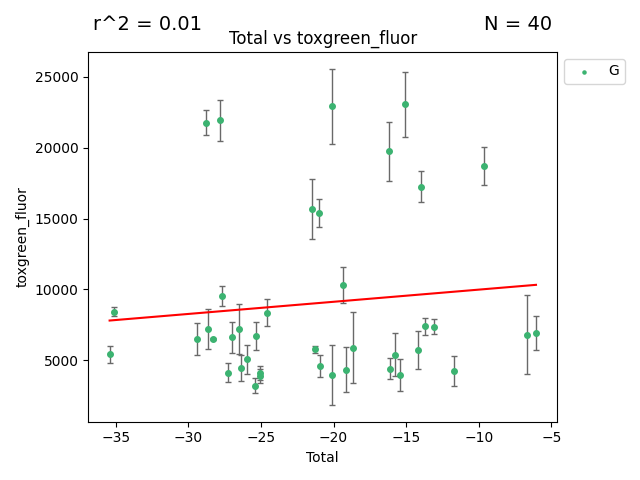 r^2 = 0.01
N = 40
Total vs toxgreen_fluor
G
25000
20000
15000
10000
5000
toxgreen_fluor
−35
−30
−25
−20
−15
−10
−5
Total